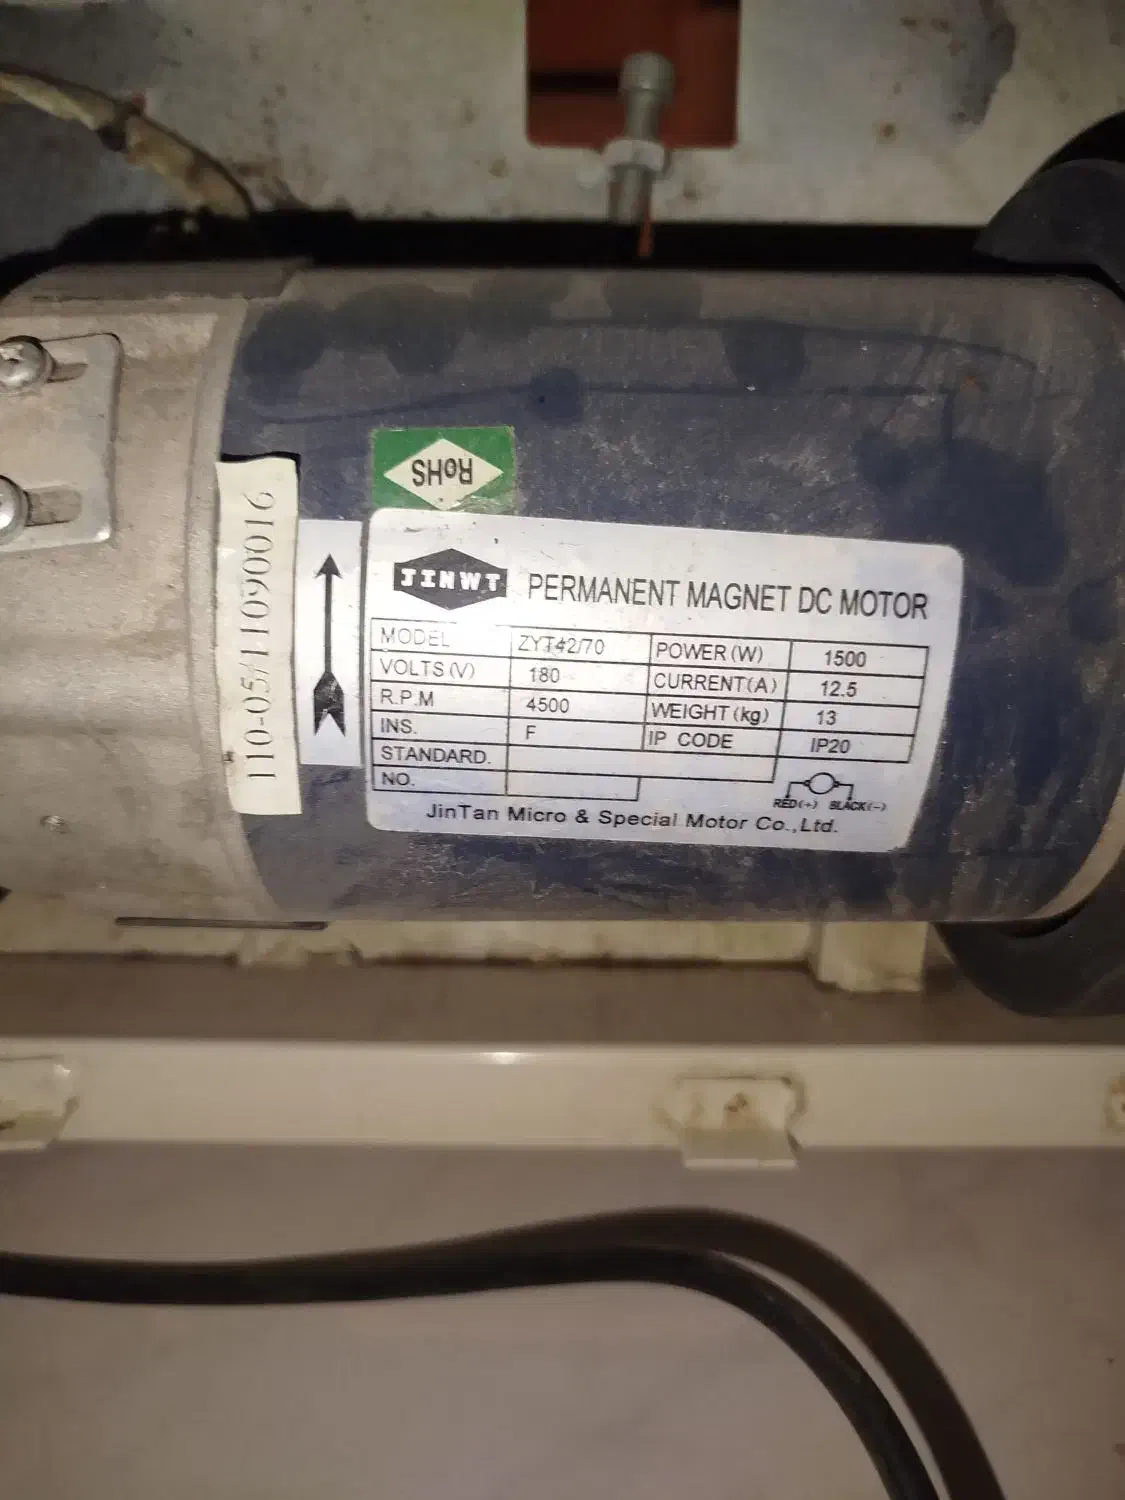 RoHS
110-05/11090016
JINWT PERMANENT MAGNET DC MOTOR
MODEL ZYT42/70 POWER(W) 1500
VOLTS(V) 180 CURRENT(A) 12.5
R.P.M 4500 WEIGHT(kg) 13
INS. F IP CODE IP20
STANDARD.
NO.
RED(+) BLACK(-)
JinTan Micro & Special Motor Co.,Ltd.